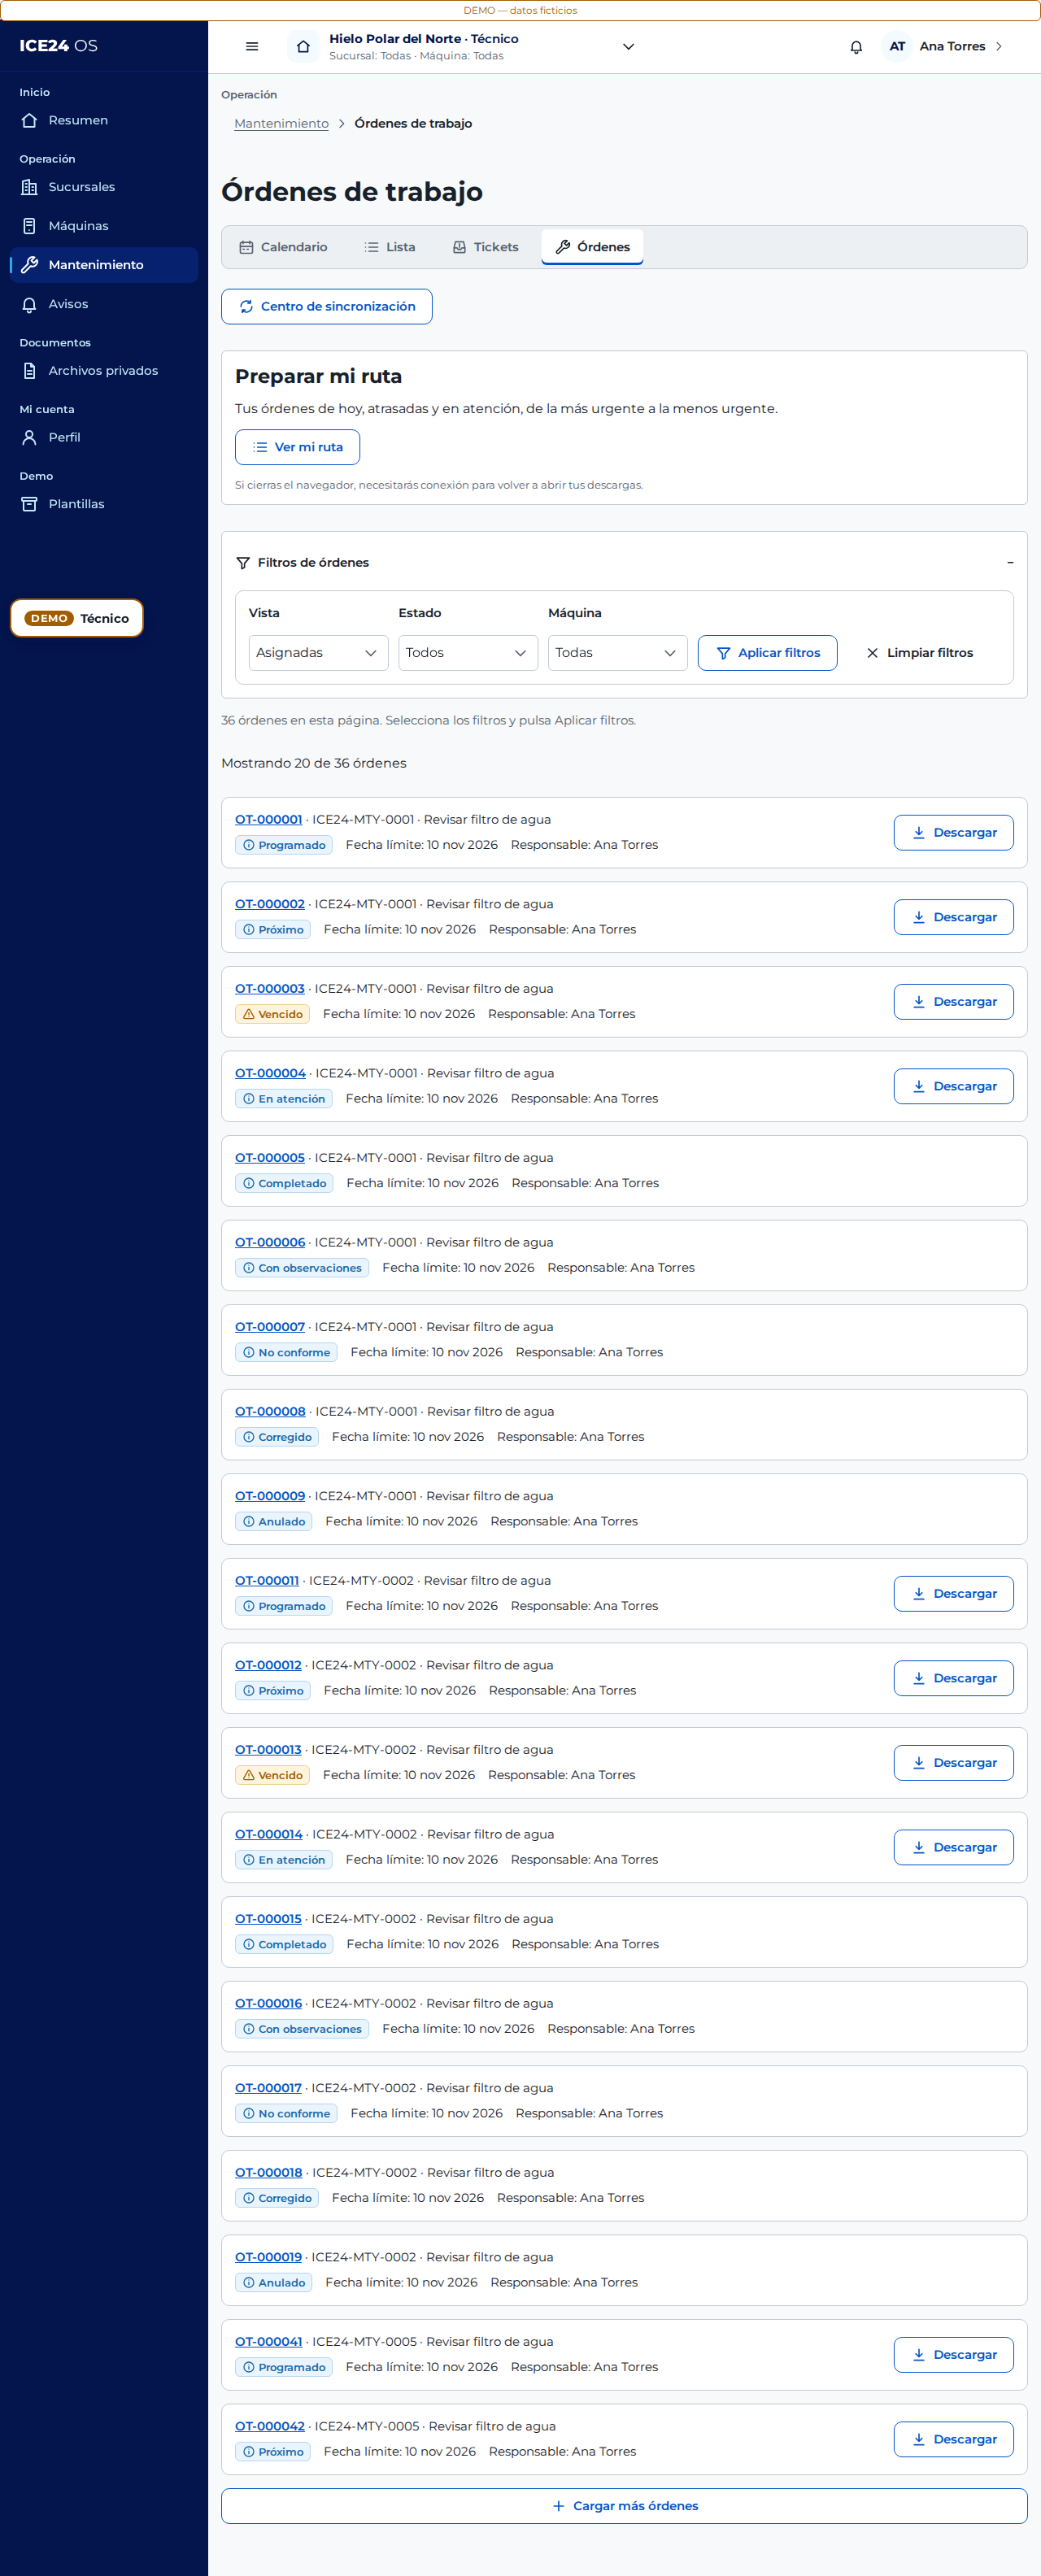 DEMO — datos ficticios
ICE24 OS
Inicio
Resumen
Operación
Sucursales
Máquinas
Mantenimiento
Avisos
Documentos
Archivos privados
Mi cuenta
Perfil
Demo
Plantillas
DEMO Técnico
Hielo Polar del Norte · Técnico
Sucursal: Todas · Máquina: Todas
AT Ana Torres
Operación
Mantenimiento > Órdenes de trabajo
Órdenes de trabajo
Calendario Lista Tickets Órdenes
Centro de sincronización
Preparar mi ruta
Tus órdenes de hoy, atrasadas y en atención, de la más urgente a la menos urgente.
Ver mi ruta
Si cierras el navegador, necesitarás conexión para volver a abrir tus descargas.
Filtros de órdenes −
Vista Estado Máquina
Asignadas Todos Todas Aplicar filtros Limpiar filtros
36 órdenes en esta página. Selecciona los filtros y pulsa Aplicar filtros.
Mostrando 20 de 36 órdenes
OT-000001 · ICE24-MTY-0001 · Revisar filtro de agua
Programado Fecha límite: 10 nov 2026 Responsable: Ana Torres
Descargar
OT-000002 · ICE24-MTY-0001 · Revisar filtro de agua
Próximo Fecha límite: 10 nov 2026 Responsable: Ana Torres
Descargar
OT-000003 · ICE24-MTY-0001 · Revisar filtro de agua
Vencido Fecha límite: 10 nov 2026 Responsable: Ana Torres
Descargar
OT-000004 · ICE24-MTY-0001 · Revisar filtro de agua
En atención Fecha límite: 10 nov 2026 Responsable: Ana Torres
Descargar
OT-000005 · ICE24-MTY-0001 · Revisar filtro de agua
Completado Fecha límite: 10 nov 2026 Responsable: Ana Torres
OT-000006 · ICE24-MTY-0001 · Revisar filtro de agua
Con observaciones Fecha límite: 10 nov 2026 Responsable: Ana Torres
OT-000007 · ICE24-MTY-0001 · Revisar filtro de agua
No conforme Fecha límite: 10 nov 2026 Responsable: Ana Torres
OT-000008 · ICE24-MTY-0001 · Revisar filtro de agua
Corregido Fecha límite: 10 nov 2026 Responsable: Ana Torres
OT-000009 · ICE24-MTY-0001 · Revisar filtro de agua
Anulado Fecha límite: 10 nov 2026 Responsable: Ana Torres
OT-000011 · ICE24-MTY-0002 · Revisar filtro de agua
Programado Fecha límite: 10 nov 2026 Responsable: Ana Torres
Descargar
OT-000012 · ICE24-MTY-0002 · Revisar filtro de agua
Próximo Fecha límite: 10 nov 2026 Responsable: Ana Torres
Descargar
OT-000013 · ICE24-MTY-0002 · Revisar filtro de agua
Vencido Fecha límite: 10 nov 2026 Responsable: Ana Torres
Descargar
OT-000014 · ICE24-MTY-0002 · Revisar filtro de agua
En atención Fecha límite: 10 nov 2026 Responsable: Ana Torres
Descargar
OT-000015 · ICE24-MTY-0002 · Revisar filtro de agua
Completado Fecha límite: 10 nov 2026 Responsable: Ana Torres
OT-000016 · ICE24-MTY-0002 · Revisar filtro de agua
Con observaciones Fecha límite: 10 nov 2026 Responsable: Ana Torres
OT-000017 · ICE24-MTY-0002 · Revisar filtro de agua
No conforme Fecha límite: 10 nov 2026 Responsable: Ana Torres
OT-000018 · ICE24-MTY-0002 · Revisar filtro de agua
Corregido Fecha límite: 10 nov 2026 Responsable: Ana Torres
OT-000019 · ICE24-MTY-0002 · Revisar filtro de agua
Anulado Fecha límite: 10 nov 2026 Responsable: Ana Torres
OT-000041 · ICE24-MTY-0005 · Revisar filtro de agua
Programado Fecha límite: 10 nov 2026 Responsable: Ana Torres
Descargar
OT-000042 · ICE24-MTY-0005 · Revisar filtro de agua
Próximo Fecha límite: 10 nov 2026 Responsable: Ana Torres
Descargar
Cargar más órdenes